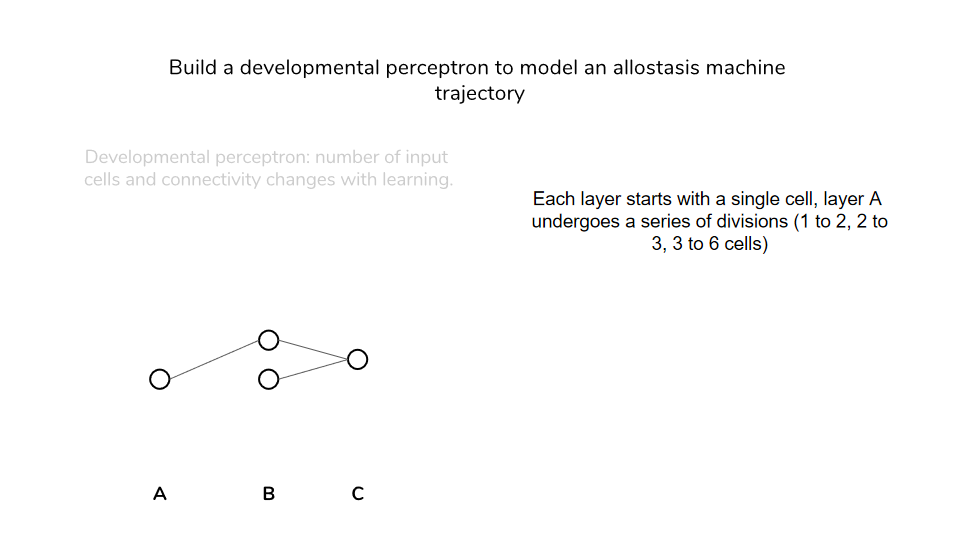 Build a developmental perceptron to model an allostasis machine
trajectory
Developmental perceptron: number of input
cells and connectivity changes with learning.
Each layer starts with a single cell, layer A
undergoes a series of divisions (1 to 2, 2 to
3, 3 to 6 cells)
A B C